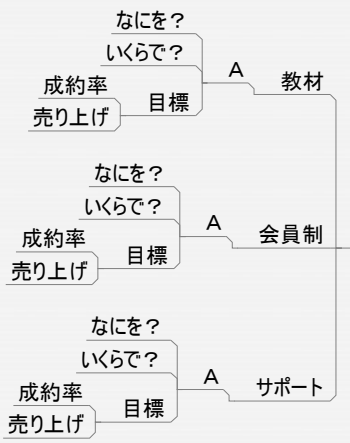 なにを？
いくらで？
A
教材
成約率
目標
売り上げ
なにを？
いくらで？
A
会員制
成約率
目標
売り上げ
なにを？
いくらで？
A
サポート
成約率
目標
売り上げ